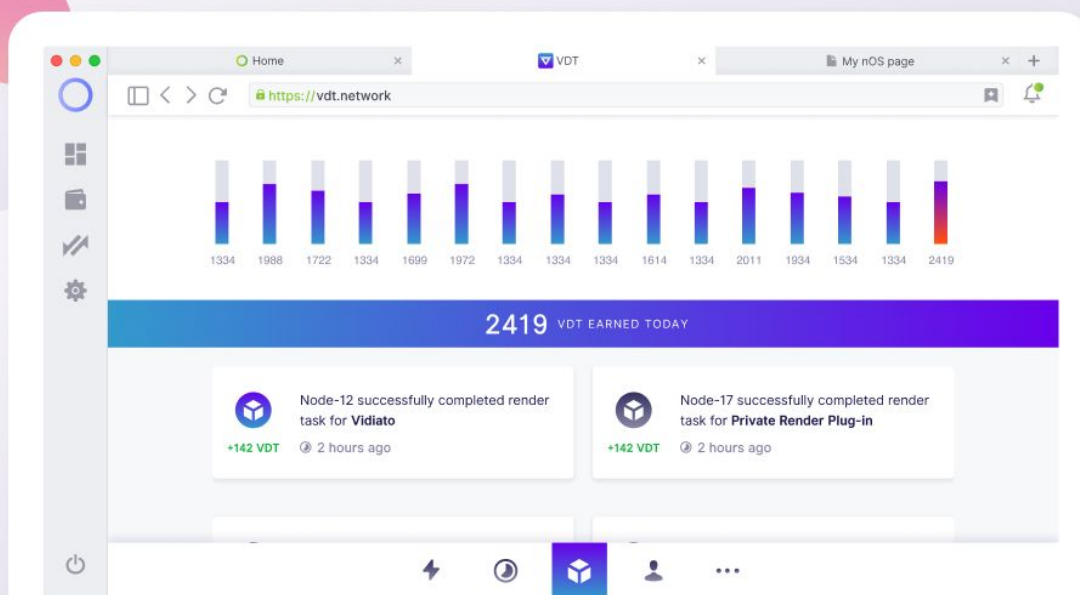 Home
VDT
My nOS page
https://vdt.network
1334 1988 1722 1334 1699 1972 1334 1334 1334 1614 1334 2011 1934 1534 1334 2419
2419 VDT EARNED TODAY
Node-12 successfully completed render
task for Vidiato
+142 VDT
2 hours ago
Node-17 successfully completed render
task for Private Render Plug-in
+142 VDT
2 hours ago